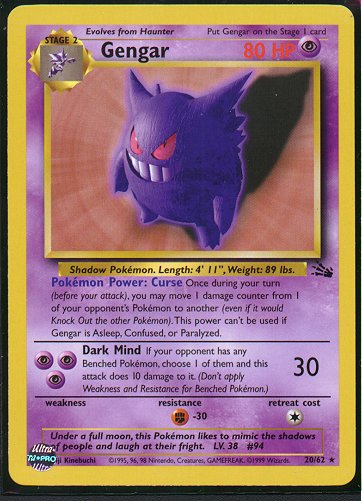 Evolves from Haunter
Put Gengar on the Stage 1 card
STAGE 2
Gengar
80 HP
Shadow Pokémon. Length: 4' 11", Weight: 89 lbs.
Pokémon Power: Curse Once during your turn
(before your attack), you may move 1 damage counter from 1
of your opponent's Pokémon to another (even if it would
Knock Out the other Pokémon). This power can't be used if
Gengar is Asleep, Confused, or Paralyzed.
Dark Mind If your opponent has any
Benched Pokémon, choose 1 of them and this
attack does 10 damage to it. (Don't apply
Weakness and Resistance for Benched Pokémon.)
30
weakness
resistance
retreat cost
-30
Under a full moon, this Pokémon likes to mimic the shadows
of people and laugh at their fright. LV. 38 #94
Ultra
PRO
Kinebuchi
©1995, 96, 98 Nintendo, Creatures, GAMEFREAK. ©1999 Wizards.
20/62 ★